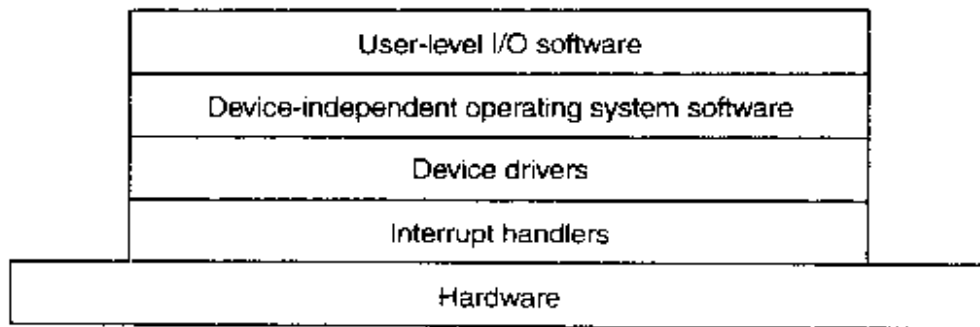 User-level I/O software
Device-independent operating system software
Device drivers
Interrupt handlers
Hardware